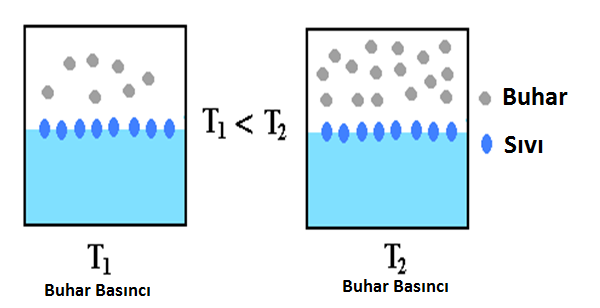 Buhar
T₁ < T₂
Sıvı
T₁
Buhar Basıncı
T₂
Buhar Basıncı